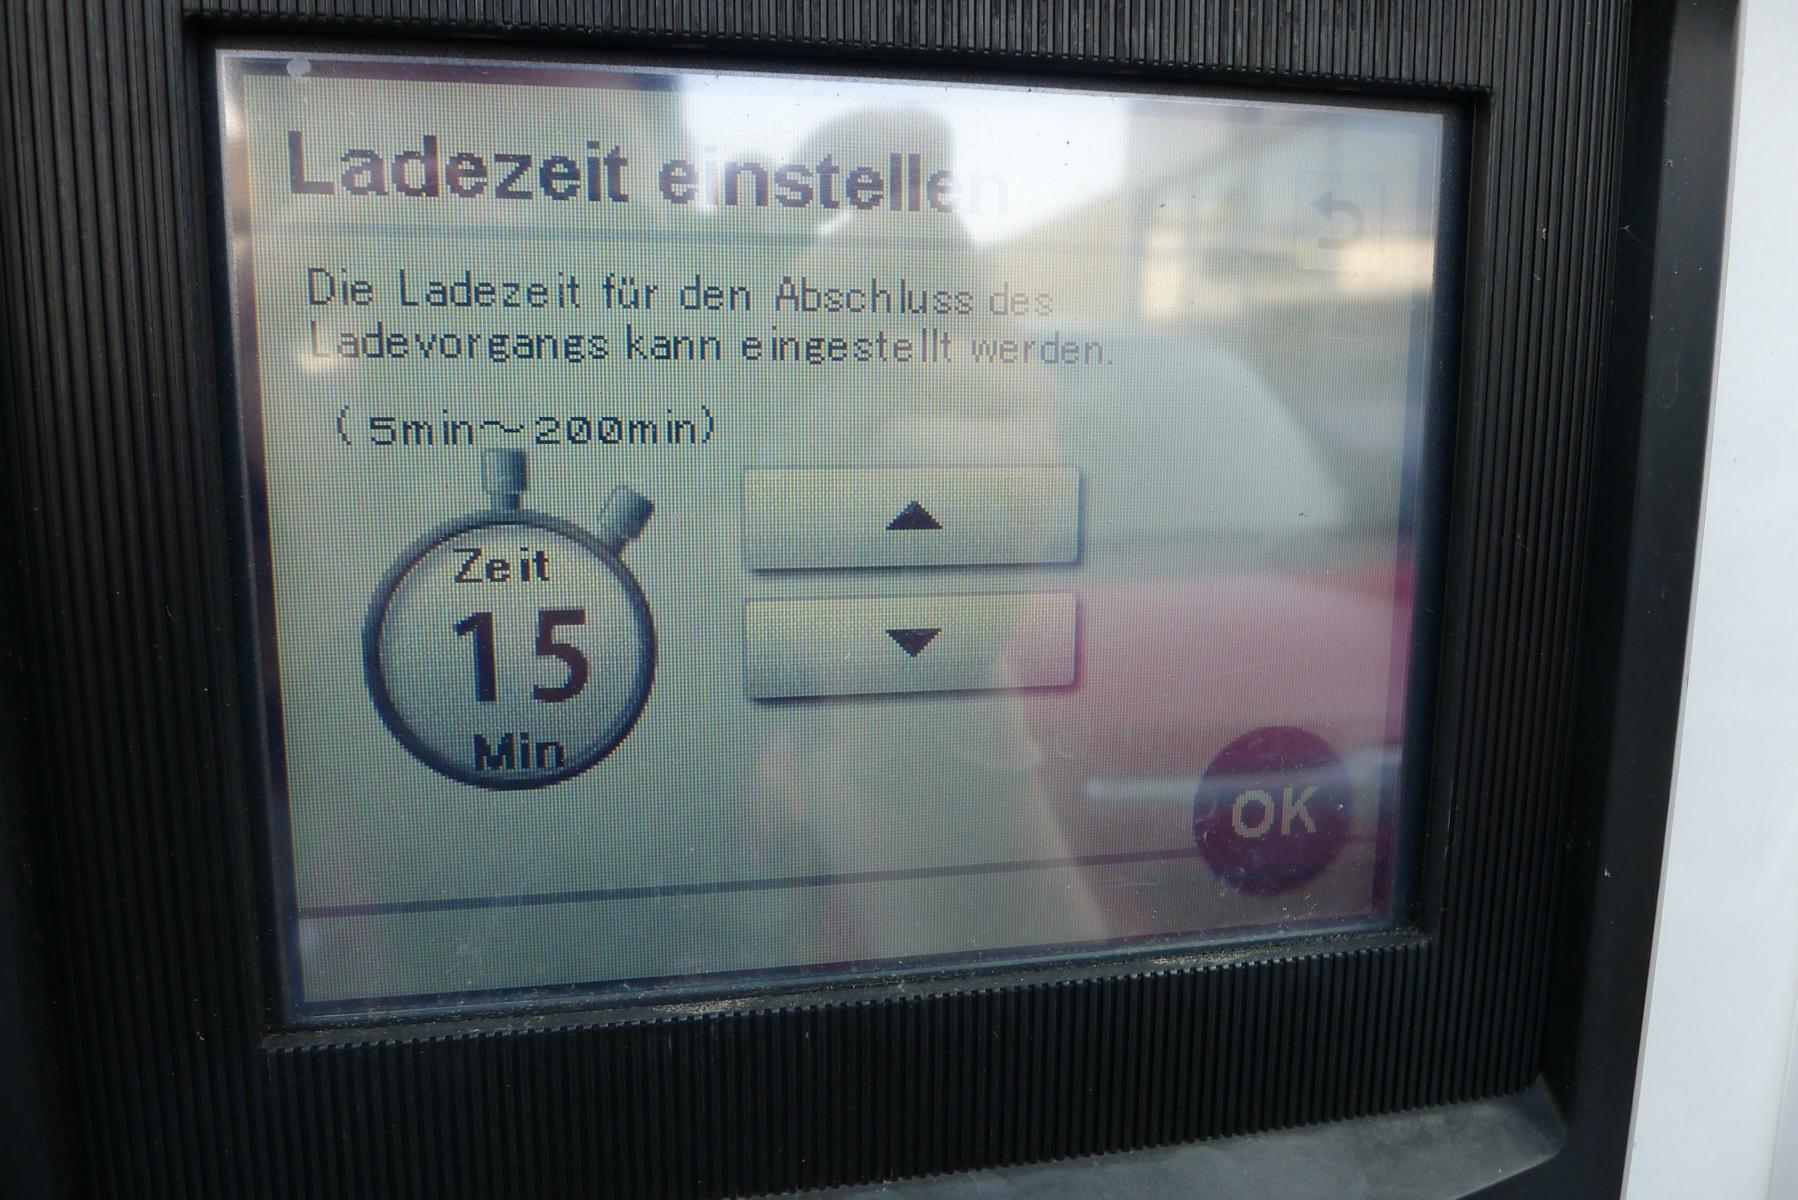 Ladezeit einstellen
Die Ladezeit für den Abschluss des
Ladevorgangs kann eingestellt werden.
(5min~200min)
Zeit
15
Min
OK